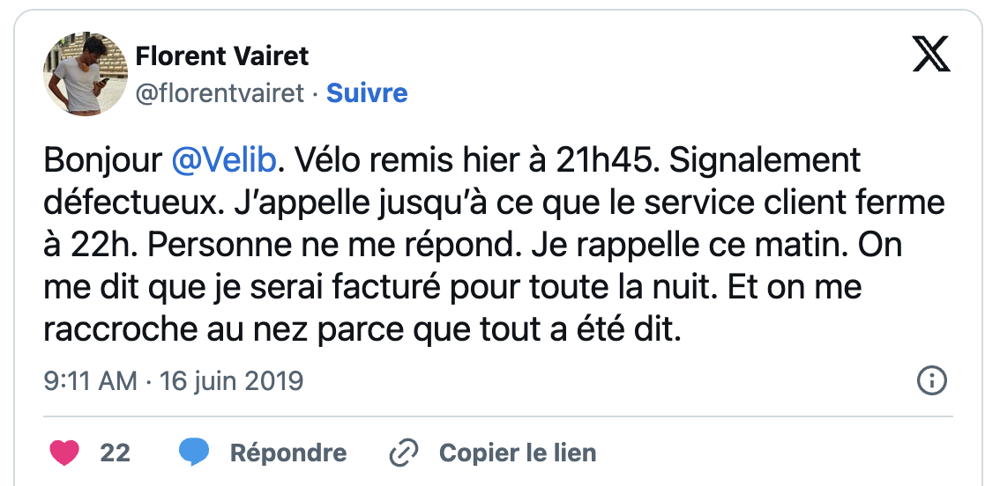 Florent Vairet
@florentvairet · Suivre
Bonjour @Velib. Vélo remis hier à 21h45. Signalement
défectueux. J’appelle jusqu’à ce que le service client ferme
à 22h. Personne ne me répond. Je rappelle ce matin. On
me dit que je serai facturé pour toute la nuit. Et on me
raccroche au nez parce que tout a été dit.
9:11 AM · 16 juin 2019
22 Répondre Copier le lien